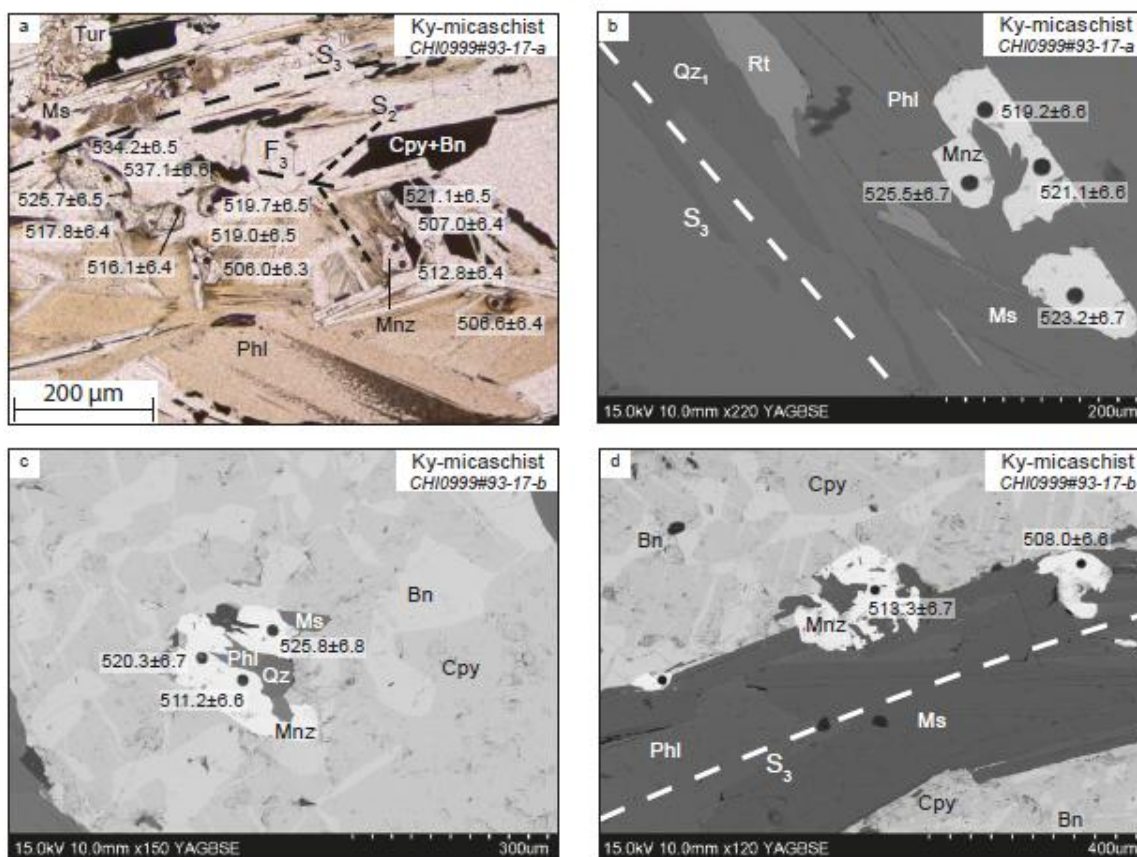 a
Ky-micaschist
CHI0999#93-17-a
Tur
S3
Ms
S2
F3
Cpy+Bn
534.2±6.5
537.1±6.6
525.7±6.5
519.7±6.5
521.1±6.5
517.8±6.4
519.0±6.5
507.0±6.4
516.1±6.4
506.0±6.3
512.8±6.4
Mnz
506.6±6.4
Phl
200 µm
b
Ky-micaschist
CHI0999#93-17-a
Qz1
Rt
Phl
519.2±6.6
Mnz
525.5±6.7
521.1±6.6
S3
Ms
523.2±6.7
15.0kV 10.0mm x220 YAGBSE
200um
c
Ky-micaschist
CHI0999#93-17-b
Bn
Ms
525.8±6.8
520.3±6.7
Phl
Qz
Cpy
511.2±6.6
Mnz
15.0kV 10.0mm x150 YAGBSE
300um
d
Ky-micaschist
CHI0999#93-17-b
Cpy
Bn
508.0±6.6
513.3±6.7
Mnz
Ms
Phl
S3
Cpy
Bn
15.0kV 10.0mm x120 YAGBSE
400um